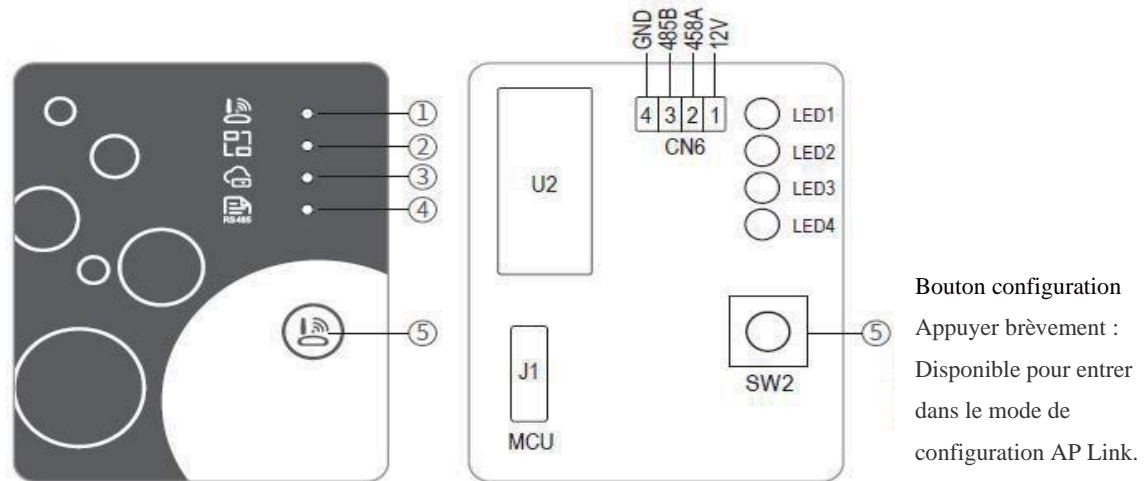 GND
485B
458A
12V
4 3 2 1
CN6
LED1
LED2
LED3
LED4
U2
J1
MCU
SW2
①
②
③
④
RS485
⑤
⑤
Bouton configuration
Appuyer brèvement :
Disponible pour entrer
dans le mode de
configuration AP Link.